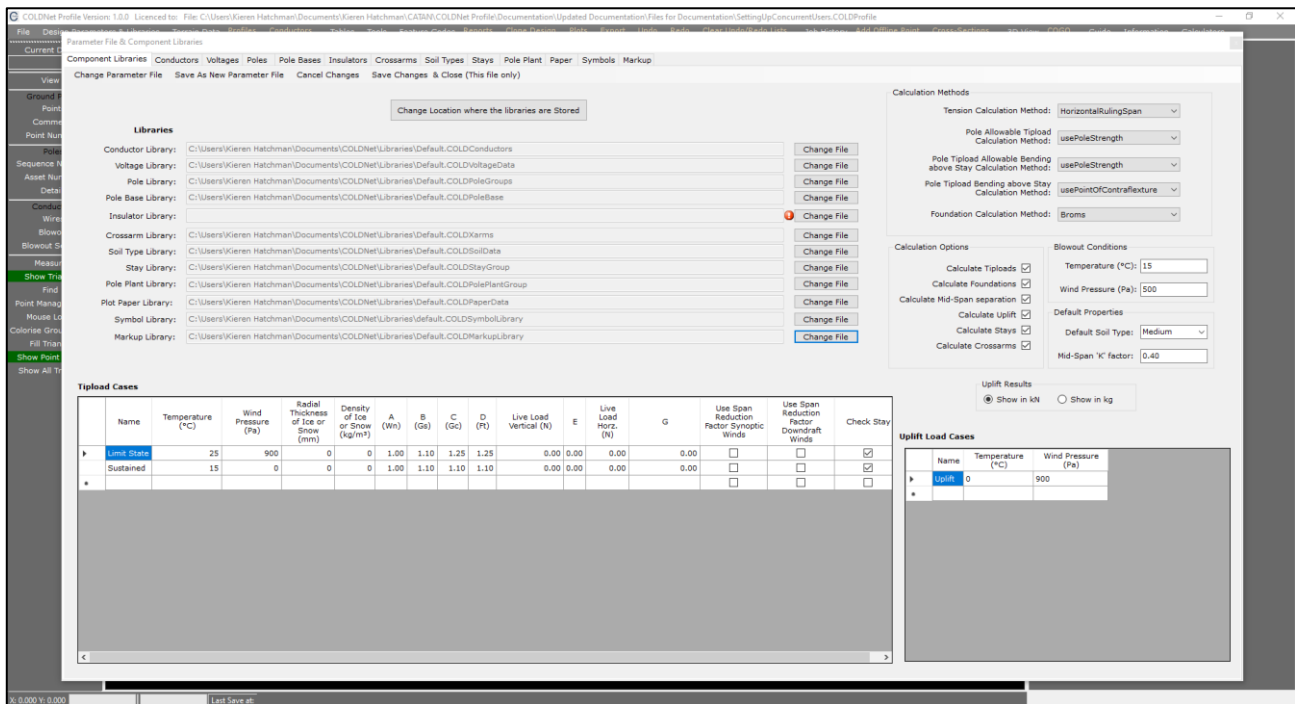 COLDNet Profile Version: 1.0.0 Licenced to: File: C:\Users\Kieren Hatchman\Documents\Kieren Hatchman\CATAN\COLDNet Profile\Documentation\Updated Documentation\Files for Documentation\SettingUpConcurrentUsers.COLDProfile
File
Parameter File & Component Libraries
Component Libraries Conductors Voltages Poles Pole Bases Insulators Crossarms Soil Types Stays Pole Plant Paper Symbols Markup
Change Parameter File Save As New Parameter File Cancel Changes Save Changes & Close (This file only)
Change Location where the libraries are Stored
Libraries
Conductor Library: C:\Users\Kieren Hatchman\Documents\COLDNet\Libraries\Default.COLDConductors Change File
Voltage Library: C:\Users\Kieren Hatchman\Documents\COLDNet\Libraries\Default.COLDVoltageData Change File
Pole Library: C:\Users\Kieren Hatchman\Documents\COLDNet\Libraries\Default.COLDPoleGroups Change File
Pole Base Library: C:\Users\Kieren Hatchman\Documents\COLDNet\Libraries\Default.COLDPoleBase Change File
Insulator Library: Change File
Crossarm Library: C:\Users\Kieren Hatchman\Documents\COLDNet\Libraries\Default.COLDXarms Change File
Soil Type Library: C:\Users\Kieren Hatchman\Documents\COLDNet\Libraries\Default.COLDSoilData Change File
Stay Library: C:\Users\Kieren Hatchman\Documents\COLDNet\Libraries\Default.COLDStayGroup Change File
Pole Plant Library: C:\Users\Kieren Hatchman\Documents\COLDNet\Libraries\Default.COLDPolePlantGroup Change File
Plot Paper Library: C:\Users\Kieren Hatchman\Documents\COLDNet\Libraries\Default.COLDPaperData Change File
Symbol Library: C:\Users\Kieren Hatchman\Documents\COLDNet\Libraries\default.COLDSymbolLibrary Change File
Markup Library: C:\Users\Kieren Hatchman\Documents\COLDNet\Libraries\Default.COLDMarkupLibrary Change File
Calculation Methods
Tension Calculation Method: HorizontalRulingSpan
Pole Allowable Tipload
Calculation Method: usePoleStrength
Pole Tipload Allowable Bending
above Stay Calculation Method: usePoleStrength
Pole Tipload Bending above Stay
Calculation Method: usePointOfContraflexture
Foundation Calculation Method: Broms
Calculation Options
Calculate Tiploads
Calculate Foundations
Calculate Mid-Span separation
Calculate Uplift
Calculate Stays
Calculate Crossarms
Blowout Conditions
Temperature (°C): 15
Wind Pressure (Pa): 500
Default Properties
Default Soil Type: Medium
Mid-Span 'K' factor: 0.40
Uplift Results
Show in kN Show in kg
Tipload Cases
Name Temperature (°C) Wind Pressure (Pa) Radial Thickness of Ice or Snow (mm) Density of Ice or Snow (kg/m³) A (Wn) B (Gs) C (Gc) D (Ft) Live Load Vertical (N) E Live Load Horz. (N) G Use Span Reduction Factor Synoptic Winds Use Span Reduction Factor Downdraft Winds Check Stay
Limit State 25 900 0 0 1.00 1.10 1.25 1.25 0.00 0.00 0.00 0.00
Sustained 15 0 0 0 1.00 1.10 1.10 1.10 0.00 0.00 0.00 0.00
Uplift Load Cases
Name Temperature (°C) Wind Pressure (Pa)
Uplift 0 900
X: 0.000 Y: 0.000 Last Save at: